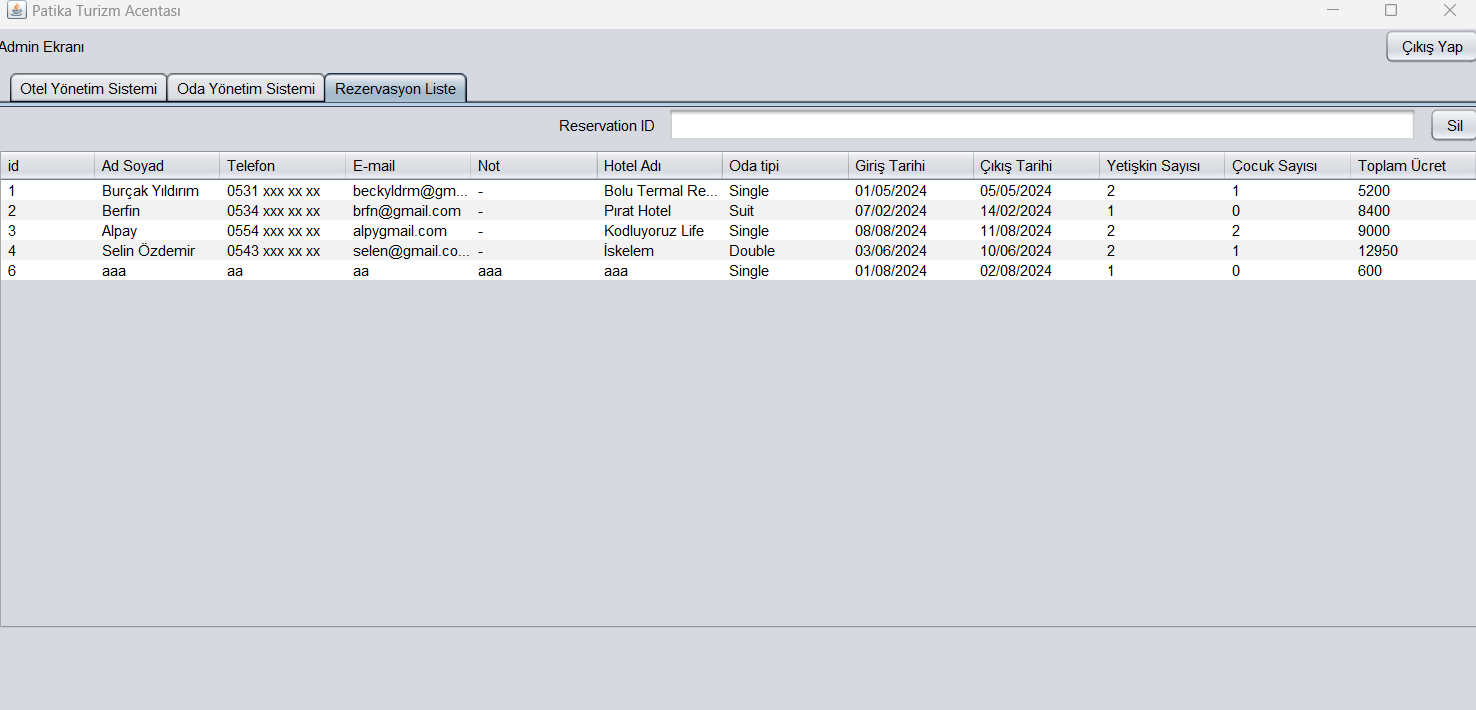 Patika Turizm Acentası
Admin Ekranı
Çıkış Yap
Otel Yönetim Sistemi Oda Yönetim Sistemi Rezervasyon Liste
Reservation ID Sil
id Ad Soyad Telefon E-mail Not Hotel Adı Oda tipi Giriş Tarihi Çıkış Tarihi Yetişkin Sayısı Çocuk Sayısı Toplam Ücret
1 Burçak Yıldırım 0531 xxx xx xx beckyldrm@gm... - Bolu Termal Re... Single 01/05/2024 05/05/2024 2 1 5200
2 Berfin 0534 xxx xx xx brfn@gmail.com - Pırat Hotel Suit 07/02/2024 14/02/2024 1 0 8400
3 Alpay 0554 xxx xx xx alpygmail.com - Kodluyoruz Life Single 08/08/2024 11/08/2024 2 2 9000
4 Selin Özdemir 0543 xxx xx xx selen@gmail.co... - İskelem Double 03/06/2024 10/06/2024 2 1 12950
6 aaa aa aa aaa aaa Single 01/08/2024 02/08/2024 1 0 600